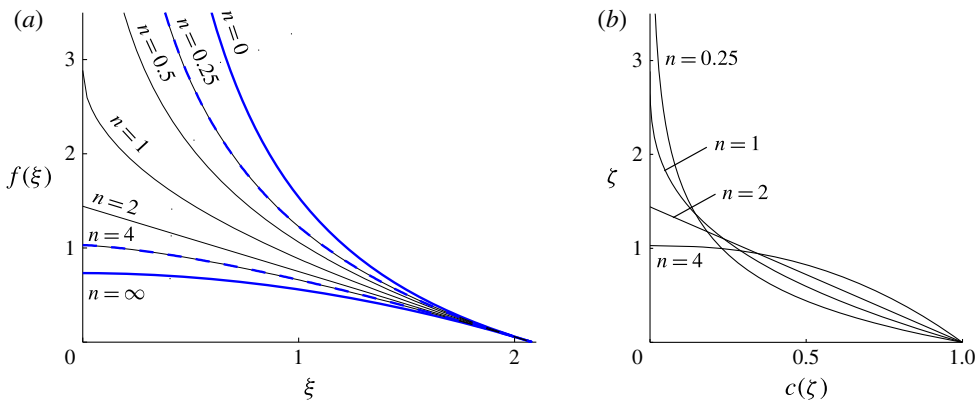 (a)
3
2
1
0
f(ξ)
n = 0
n = 0.25
n = 0.5
n = 1
n = 2
n = 4
n = ∞
1
2
ξ
(b)
3
2
1
0
ζ
n = 0.25
n = 1
n = 2
n = 4
0.5
1.0
c(ζ)